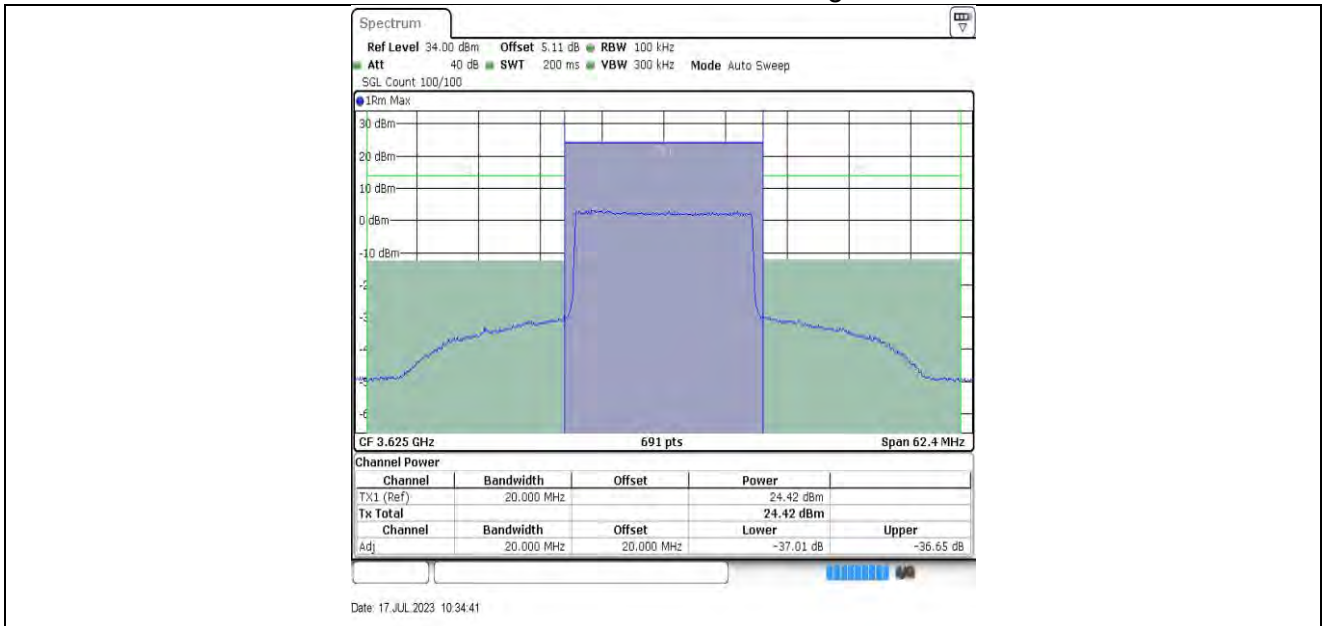 Spectrum
Ref Level 34.00 dBm Offset 5.11 dB RBW 100 kHz
Att 40 dB SWT 200 ms VBW 300 kHz Mode Auto Sweep
SGL Count 100/100
1Rm Max
30 dBm
20 dBm
10 dBm
0 dBm
-10 dBm
-2
-3
-4
-5
-6
CF 3.625 GHz 691 pts Span 62.4 MHz
Channel Power
Channel Bandwidth Offset Power
TX1 (Ref) 20.000 MHz 24.42 dBm
Tx Total 24.42 dBm
Channel Bandwidth Offset Lower Upper
Adj 20.000 MHz 20.000 MHz -37.01 dB -36.65 dB
Date: 17.JUL.2023 10:34:41